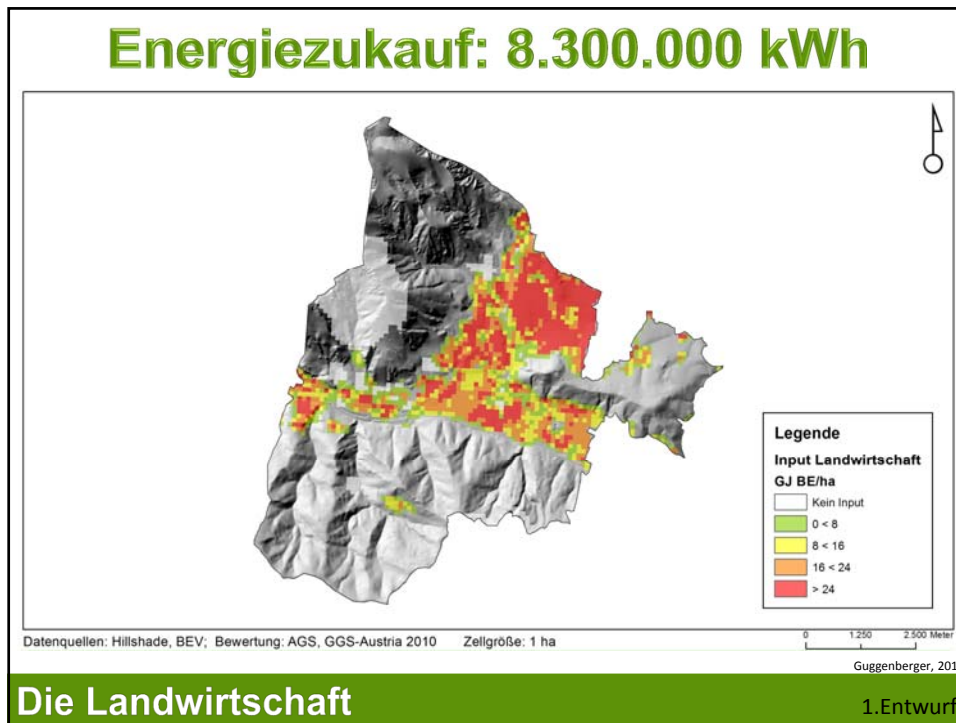 Energiezukauf: 8.300.000 kWh
Legende
Input Landwirtschaft
GJ BE/ha
Kein Input
0 < 8
8 < 16
16 < 24
> 24
Datenquellen: Hillshade, BEV; Bewertung: AGS, GGS-Austria 2010 Zellgröße: 1 ha
0 1.250 2.500 Meter
Guggenberger, 201
Die Landwirtschaft
1.Entwurf